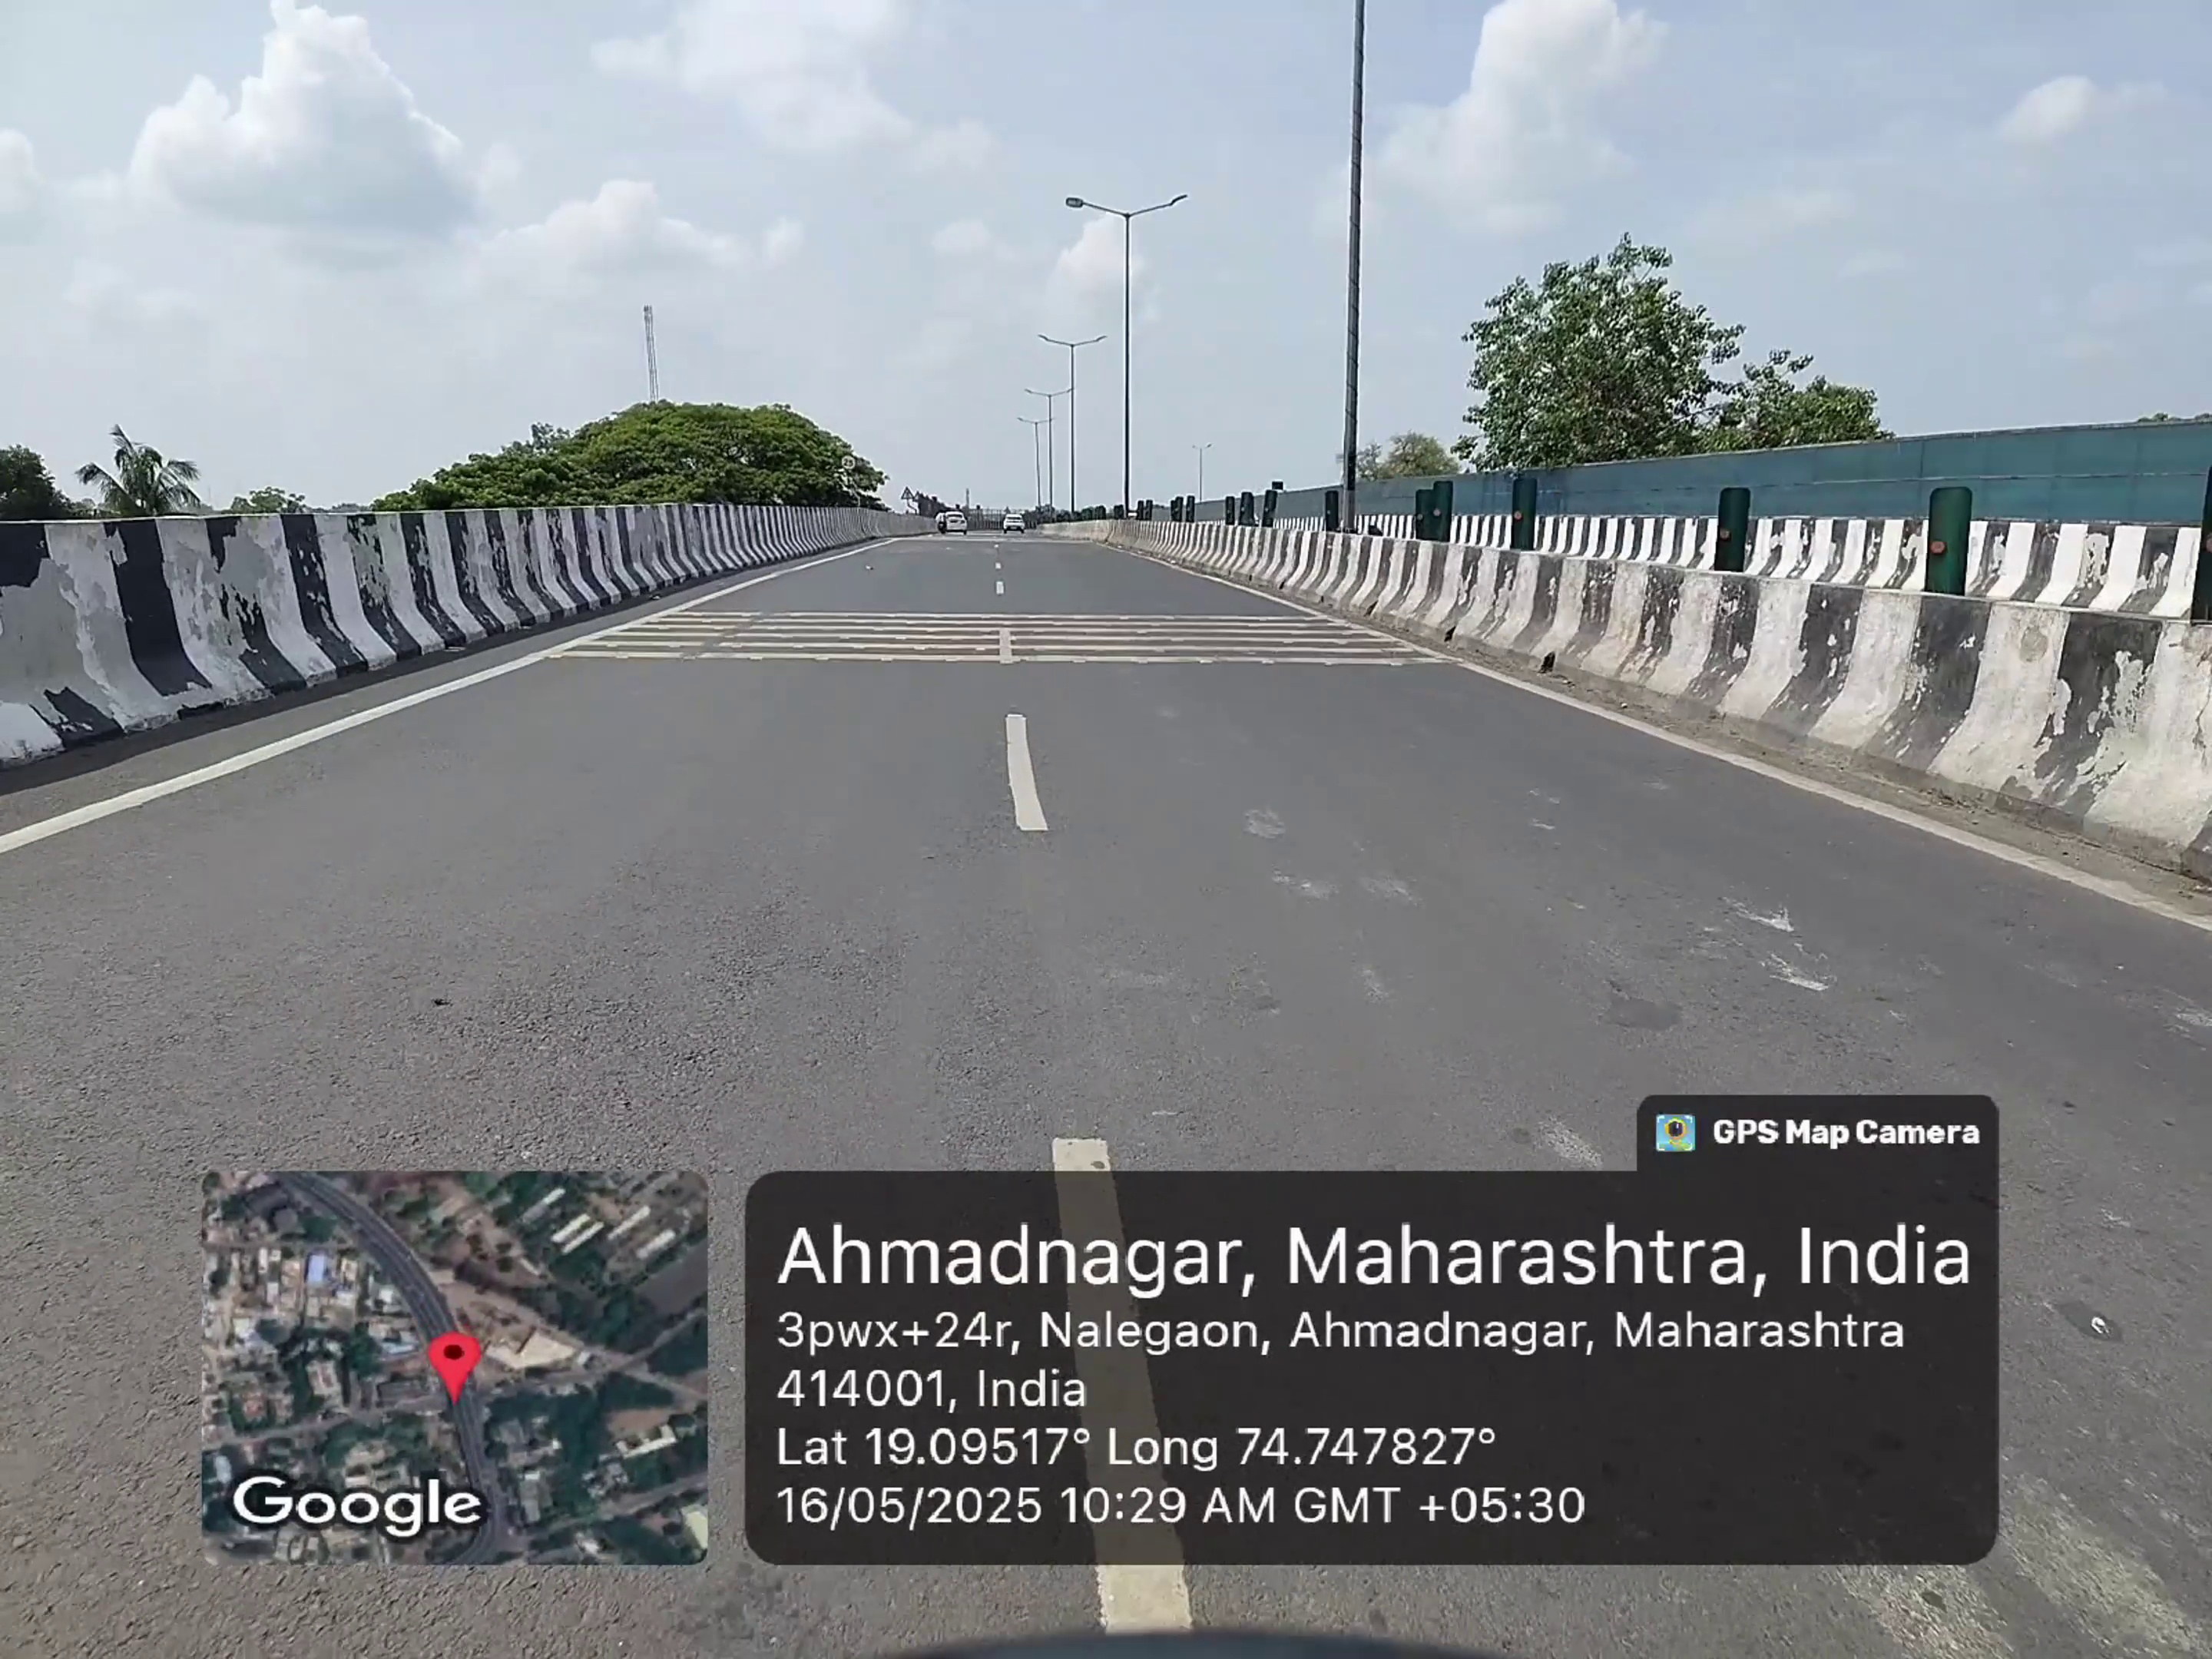 GPS Map Camera
Ahmadnagar, Maharashtra, India
3pwx+24r, Nalegaon, Ahmadnagar, Maharashtra
414001, India
Lat 19.09517° Long 74.747827°
16/05/2025 10:29 AM GMT +05:30
Google